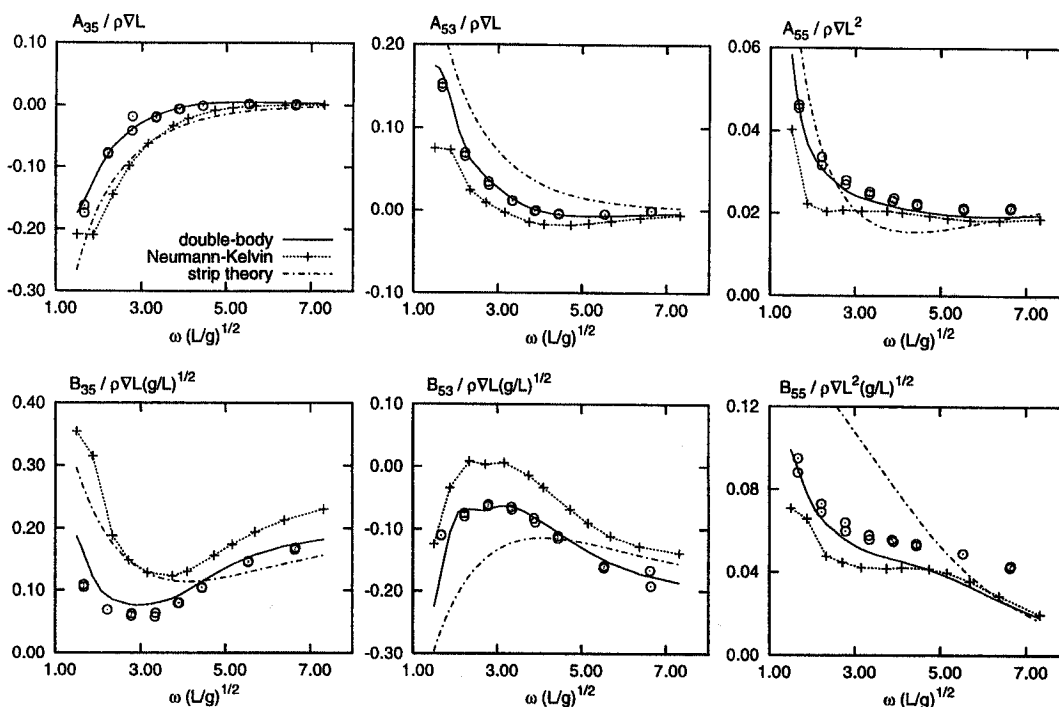 A₃₅ / ρ∇L
0.10
0.00
-0.10
-0.20
-0.30
double-body
Neumann-Kelvin
strip theory
1.00 3.00 5.00 7.00
ω (L/g)^1/2
A₅₃ / ρ∇L
0.20
0.10
0.00
-0.10
1.00 3.00 5.00 7.00
ω (L/g)^1/2
A₅₅ / ρ∇L²
0.06
0.04
0.02
0.00
1.00 3.00 5.00 7.00
ω (L/g)^1/2
B₃₅ / ρ∇L(g/L)^1/2
0.40
0.30
0.20
0.10
0.00
1.00 3.00 5.00 7.00
ω (L/g)^1/2
B₅₃ / ρ∇L(g/L)^1/2
0.10
0.00
-0.10
-0.20
-0.30
1.00 3.00 5.00 7.00
ω (L/g)^1/2
B₅₅ / ρ∇L²(g/L)^1/2
0.12
0.08
0.04
0.00
1.00 3.00 5.00 7.00
ω (L/g)^1/2